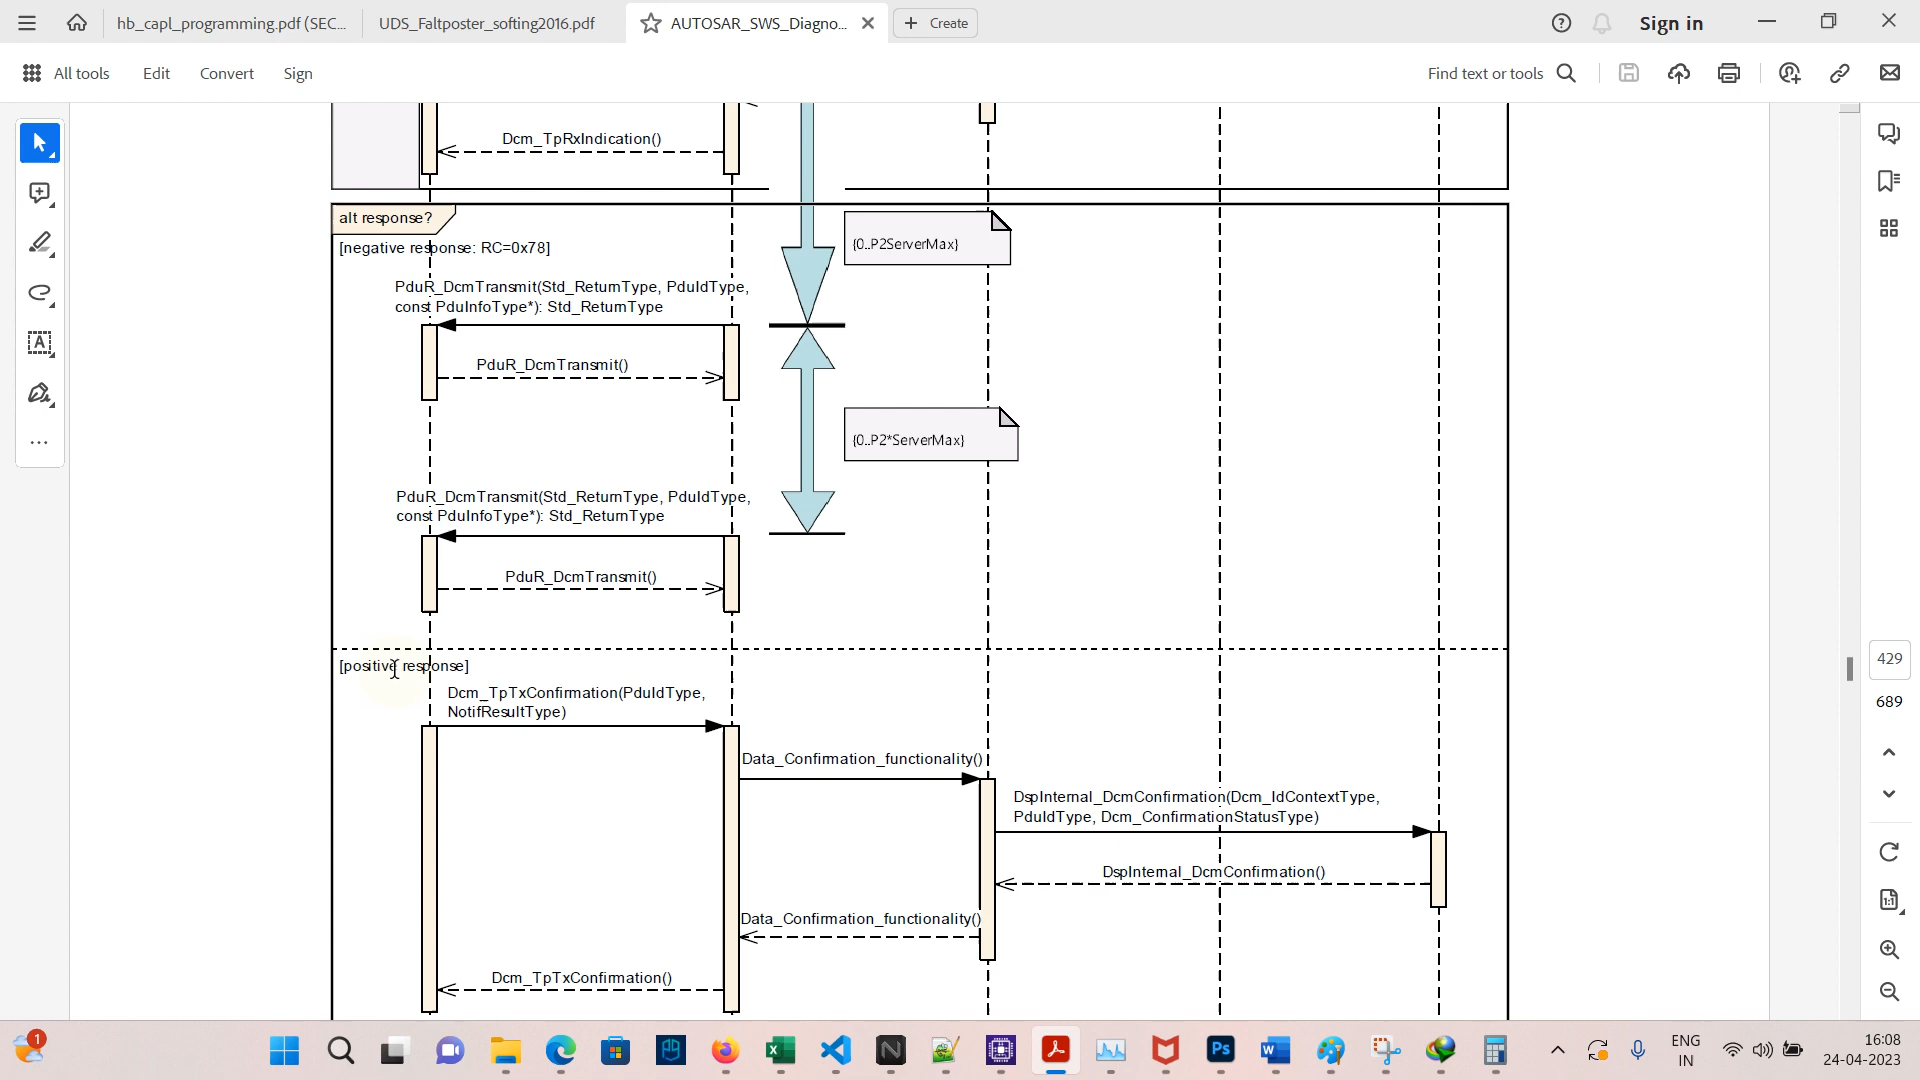 hb_capl_programming.pdf (SEC...
UDS_Faltposter_softing2016.pdf
AUTOSAR_SWS_Diagno...
Create
Sign in
All tools
Edit
Convert
Sign
Find text or tools
Dcm_TpRxIndication()
alt response?
{0..P2ServerMax}
[negative response: RC=0x78]
PduR_DcmTransmit(Std_ReturnType, PduIdType,
const PduInfoType*): Std_ReturnType
PduR_DcmTransmit()
{0..P2*ServerMax}
PduR_DcmTransmit(Std_ReturnType, PduIdType,
const PduInfoType*): Std_ReturnType
PduR_DcmTransmit()
[positive response]
Dcm_TpTxConfirmation(PduIdType,
NotifResultType)
Data_Confirmation_functionality()
DspInternal_DcmConfirmation(Dcm_IdContextType,
PduIdType, Dcm_ConfirmationStatusType)
DspInternal_DcmConfirmation()
Data_Confirmation_functionality()
Dcm_TpTxConfirmation()
429
689
1:1
1
Ps
ENG
IN
16:08
24-04-2023